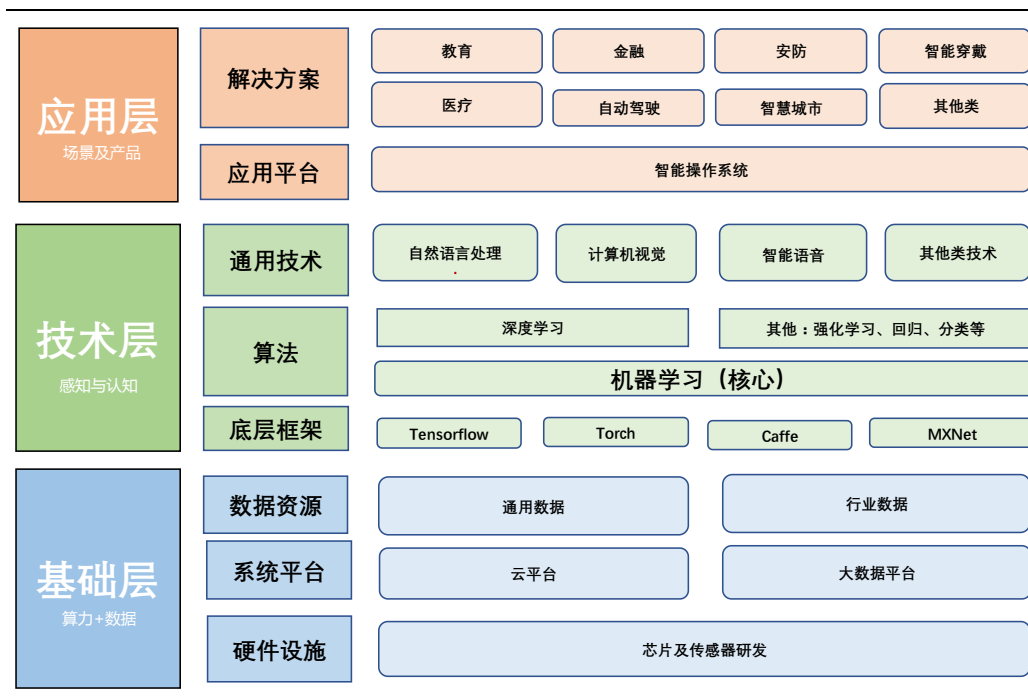 应用层
场景及产品
解决方案
教育
金融
安防
智能穿戴
医疗
自动驾驶
智慧城市
其他类
应用平台
智能操作系统
技术层
感知与认知
通用技术
自然语言处理
计算机视觉
智能语音
其他类技术
算法
深度学习
其他：强化学习、回归、分类等
机器学习（核心）
底层框架
Tensorflow
Torch
Caffe
MXNet
基础层
算力+数据
数据资源
通用数据
行业数据
系统平台
云平台
大数据平台
硬件设施
芯片及传感器研发